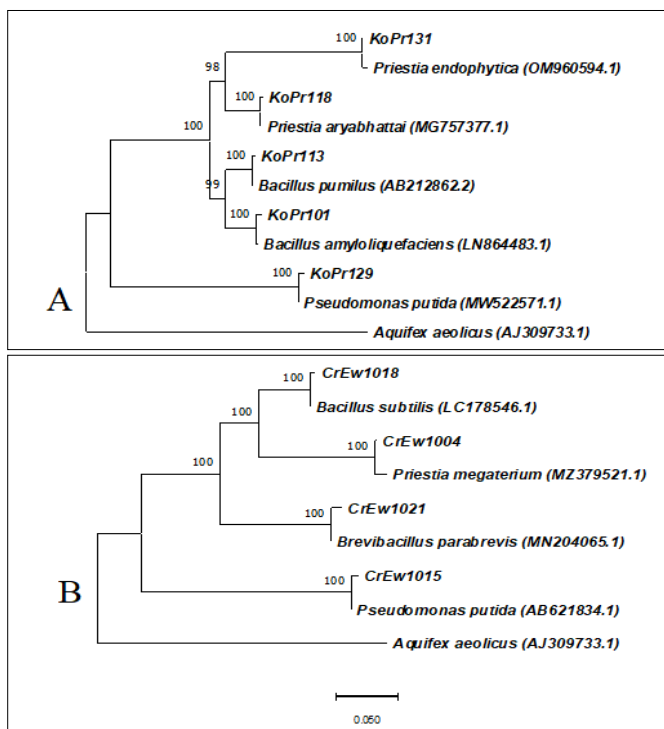 100
KoPr131
98
Priestia endophytica (OM960594.1)
100
KoPr118
100
Priestia aryabhattai (MG757377.1)
100
KoPr113
99
Bacillus pumilus (AB212862.2)
100
KoPr101
Bacillus amyloliquefaciens (LN864483.1)
100
KoPr129
A
Pseudomonas putida (MW522571.1)
Aquifex aeolicus (AJ309733.1)
100
CrEw1018
100
Bacillus subtilis (LC178546.1)
100
CrEw1004
100
Priestia megaterium (MZ379521.1)
100
CrEw1021
Brevibacillus parabrevis (MN204065.1)
100
CrEw1015
B
Pseudomonas putida (AB621834.1)
Aquifex aeolicus (AJ309733.1)
0.050